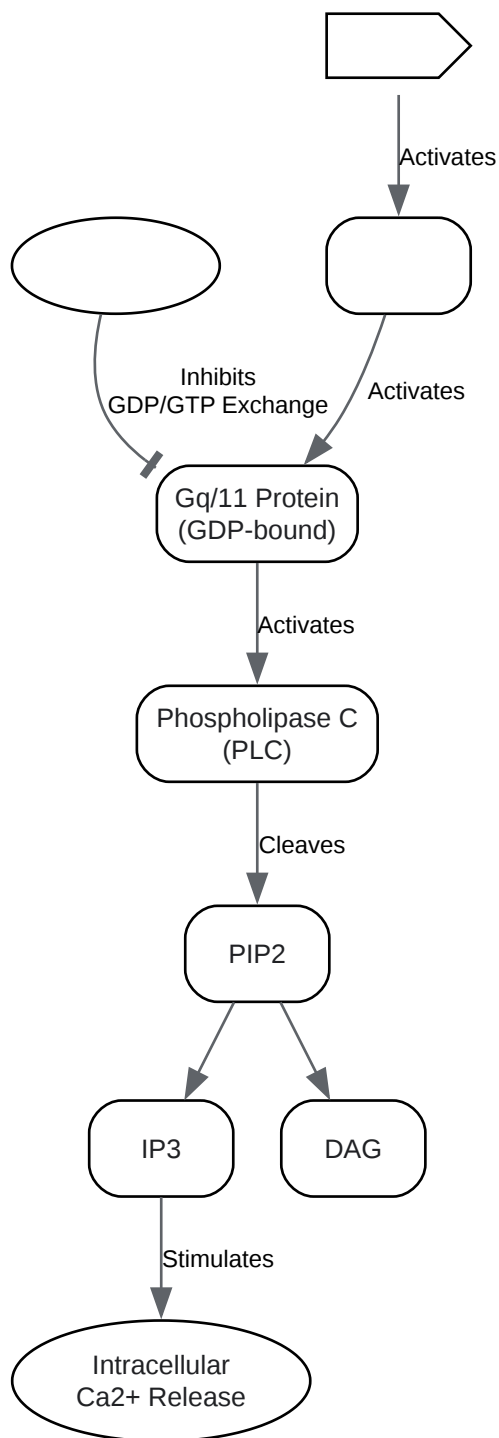 Activates
Inhibits
GDP/GTP Exchange
Activates
Gq/11 Protein
(GDP-bound)
Activates
Phospholipase C
(PLC)
Cleaves
PIP2
IP3
DAG
Stimulates
Intracellular
Ca2+ Release